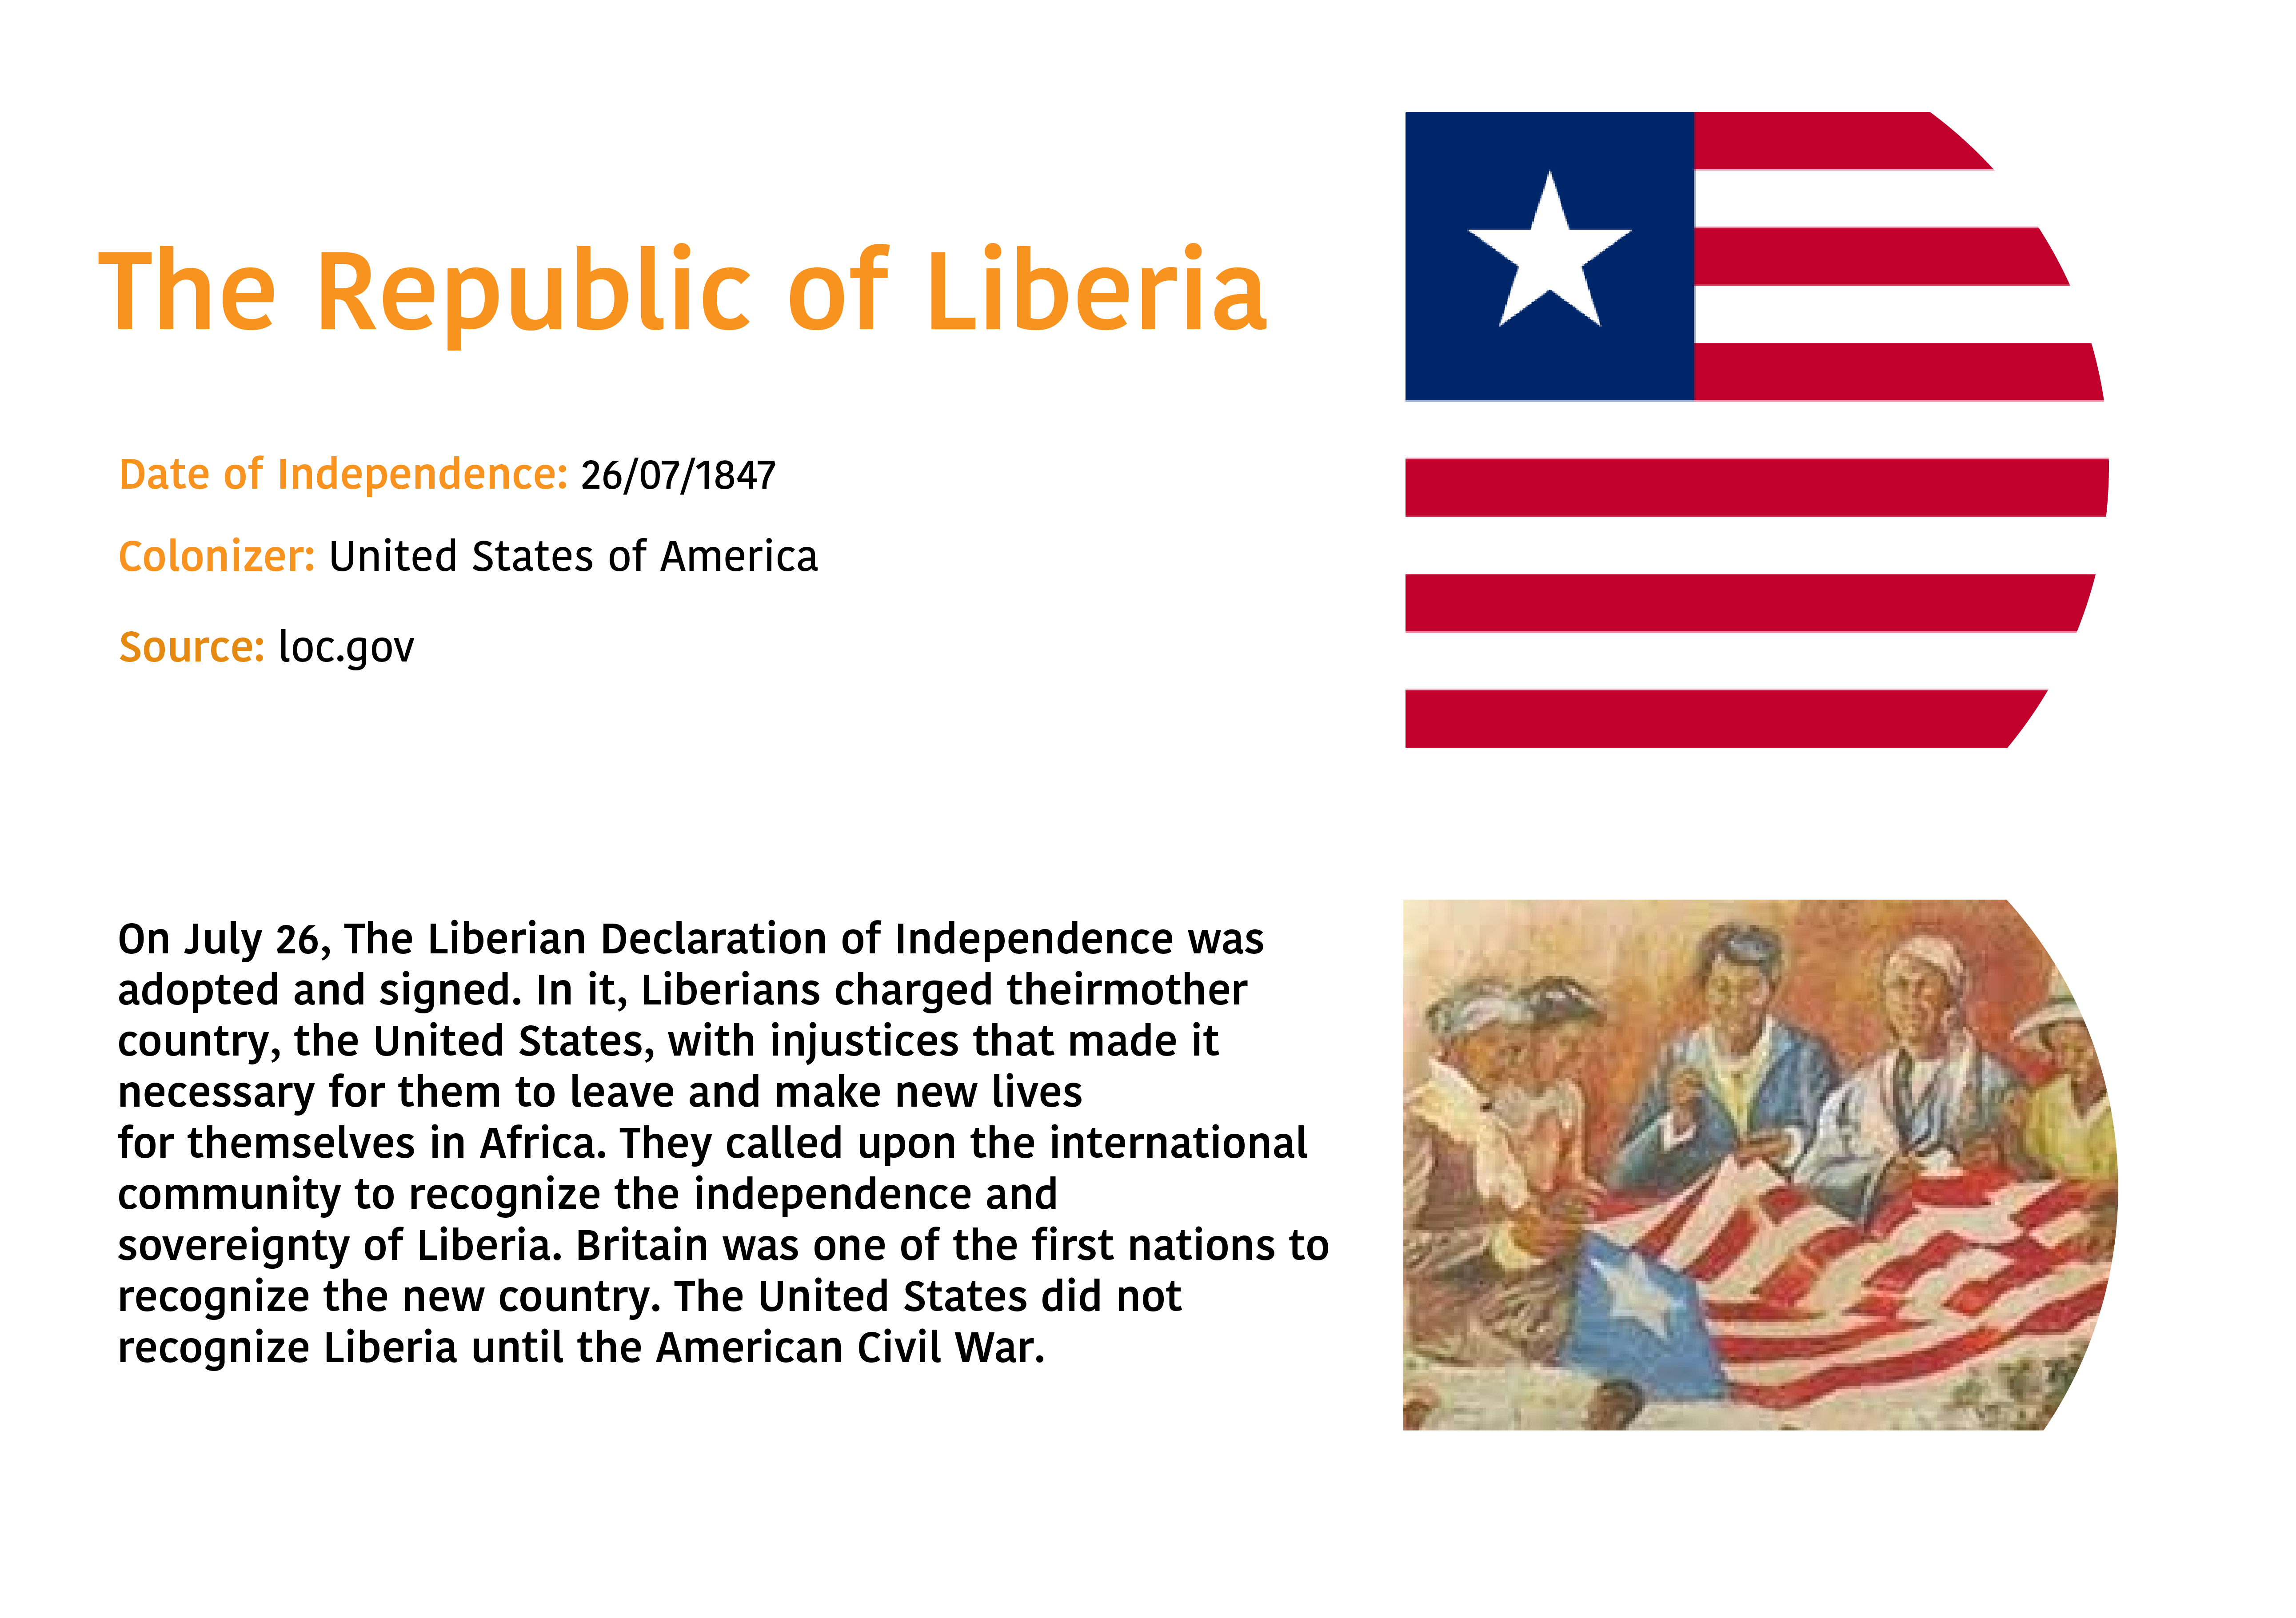 The Republic of Liberia
Date of Independence: 26/07/1847
Colonizer: United States of America
Source: loc.gov
On July 26, The Liberian Declaration of Independence was
adopted and signed. In it, Liberians charged theirmother
country, the United States, with injustices that made it
necessary for them to leave and make new lives
for themselves in Africa. They called upon the international
community to recognize the independence and
sovereignty of Liberia. Britain was one of the first nations to
recognize the new country. The United States did not
recognize Liberia until the American Civil War.